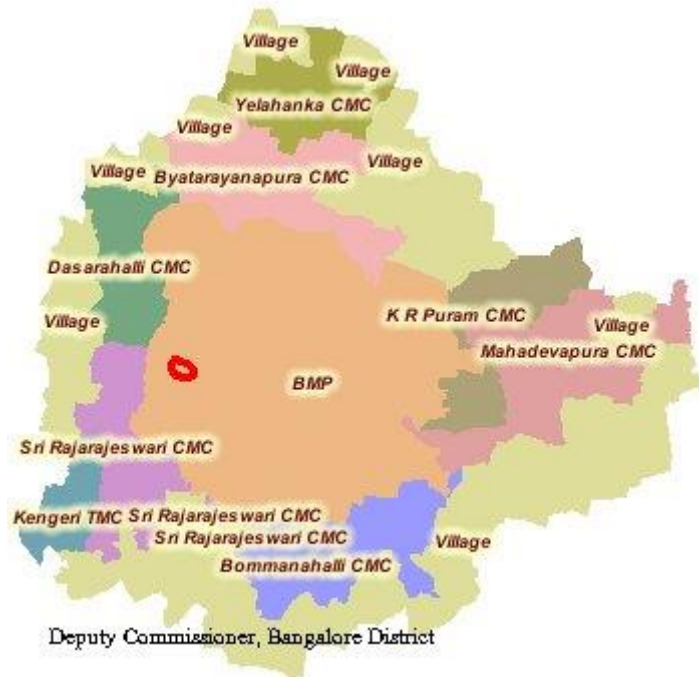 Village
Village
Yelahanka CMC
Village
Village
Village
Byatarayanapura CMC
Dasarahalli CMC
K R Puram CMC
Village
Village
Mahadevapura CMC
BMP
Sri Rajarajeswari CMC
Kengeri TMC
Sri Rajarajeswari CMC
Sri Rajarajeswari CMC
Village
Bommanahalli CMC
Deputy Commissioner, Bangalore District